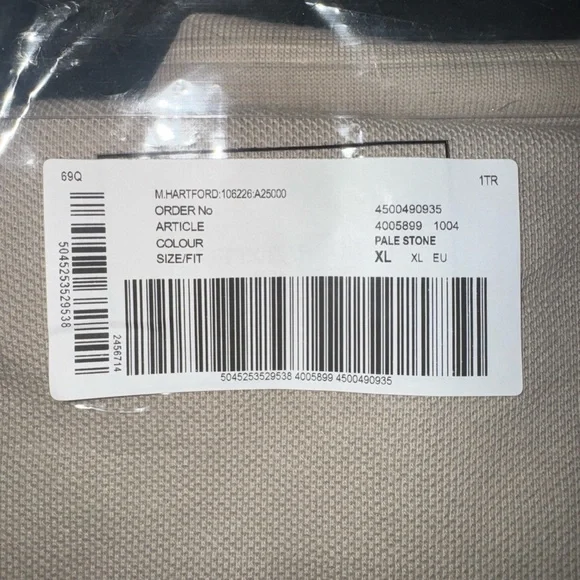 69Q
1TR
M.HARTFORD:106226:A25000
ORDER No 4500490935
ARTICLE 4005899 1004
COLOUR PALE STONE
SIZE/FIT XL XL EU
5045253529538
2456714
5045253529538 4005899 4500490935